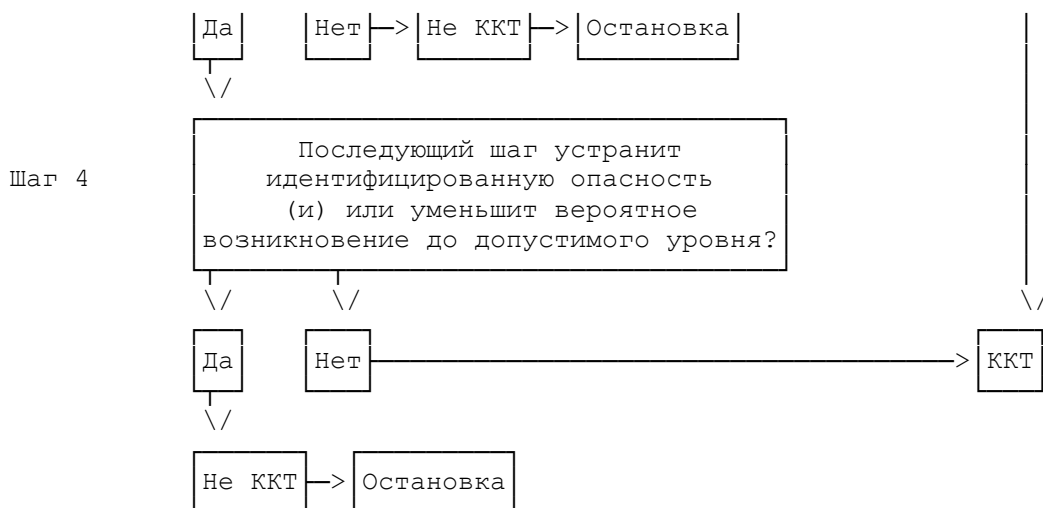 Да Нет Не ККТ Остановка
Последующий шаг устранит
Шаг 4 идентифицированную опасность
(и) или уменьшит вероятное
возникновение до допустимого уровня?
Да Нет ККТ
Не ККТ Остановка